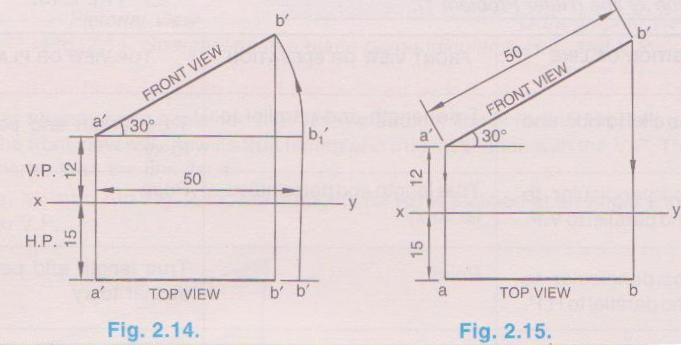 b'
FRONT VIEW
a'
30°
b₁'
V.P.
12
50
x
y
H.P.
15
a'
TOP VIEW
b' b'
Fig. 2.14.
50
b'
FRONT VIEW
a'
30°
12
x
y
15
a
TOP VIEW
b
Fig. 2.15.